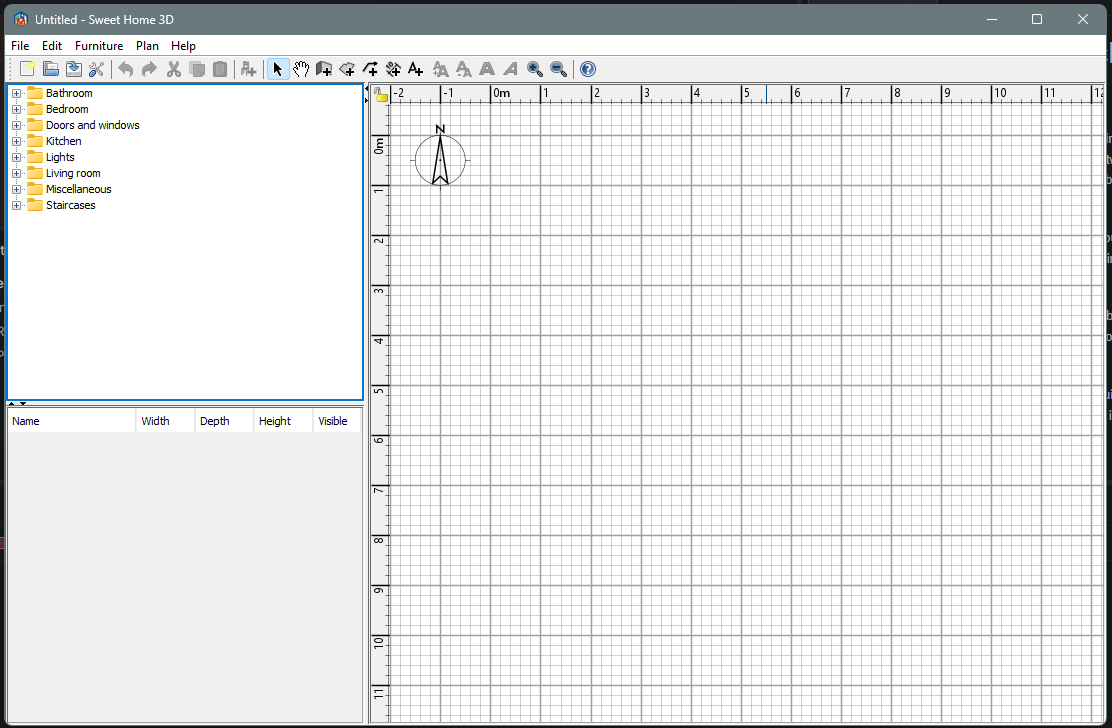 Untitled - Sweet Home 3D
File Edit Furniture Plan Help
Bathroom
Bedroom
Doors and windows
Kitchen
Lights
Living room
Miscellaneous
Staircases
Name Width Depth Height Visible
-2 -1 0m 1 2 3 4 5 6 7 8 9 10 11 12
N
0m
1
2
3
4
5
6
7
8
9
10
11